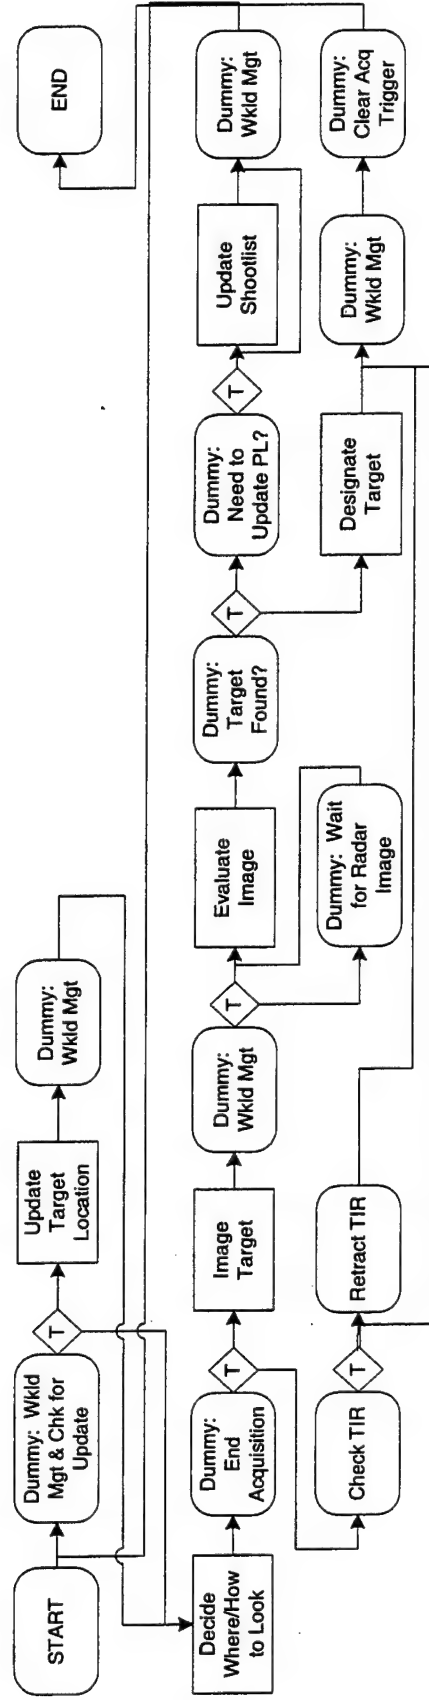 START
Dummy: Wkld
Mgt & Chk for
Update
T
Update
Target
Location
Dummy:
Wkld Mgt
END
Decide
Where/How
to Look
Dummy:
End
Acquisition
T
Image
Target
Dummy:
Wkld Mgt
T
Evaluate
Image
Dummy:
Target
Found?
T
Dummy:
Need to
Update PL?
T
Update
Shootlist
Dummy:
Wkld Mgt
Check TIR
T
Retract TIR
Dummy: Wait
for Radar
Image
Designate
Target
Dummy:
Wkld Mgt
Dummy:
Clear Acq
Trigger